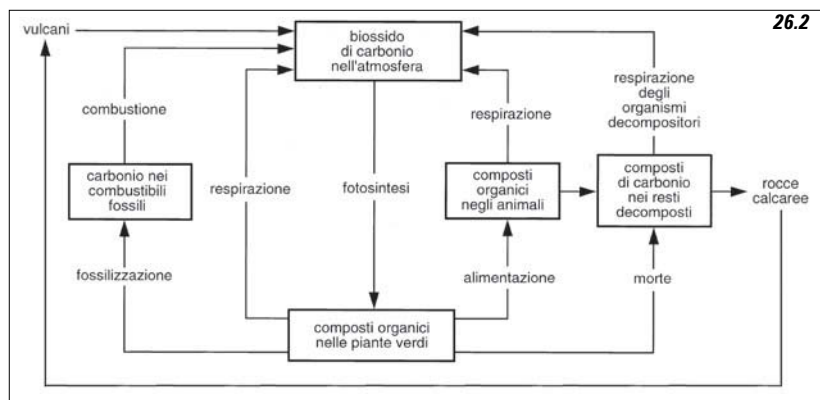 26.2
vulcani
biossido
di carbonio
nell'atmosfera
respirazione
degli
organismi
decompositori
combustione
respirazione
carbonio nei
combustibili
fossili
respirazione
fotosintesi
composti
organici
negli animali
composti
di carbonio
nei resti
decomposti
rocce
calcaree
fossilizzazione
alimentazione
morte
composti organici
nelle piante verdi